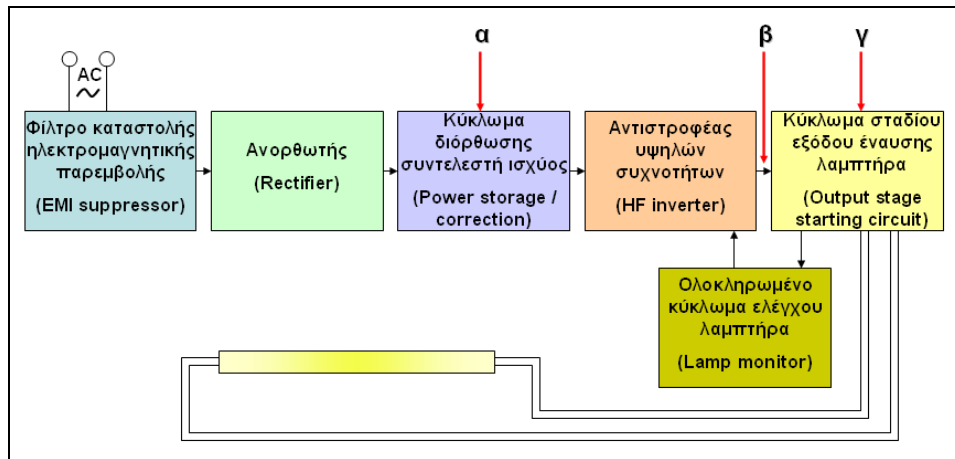 α
β
γ
AC
~
Φίλτρο καταστολής
ηλεκτρομαγνητικής
παρεμβολής
(EMI suppressor)
Ανορθωτής
(Rectifier)
Κύκλωμα
διόρθωσης
συντελεστή ισχύος
(Power storage /
correction)
Αντιστροφέας
υψηλών
συχνοτήτων
(HF inverter)
Κύκλωμα σταδίου
εξόδου έναυσης
λαμπτήρα
(Output stage
starting circuit)
Ολοκληρωμένο
κύκλωμα ελέγχου
λαμπτήρα
(Lamp monitor)